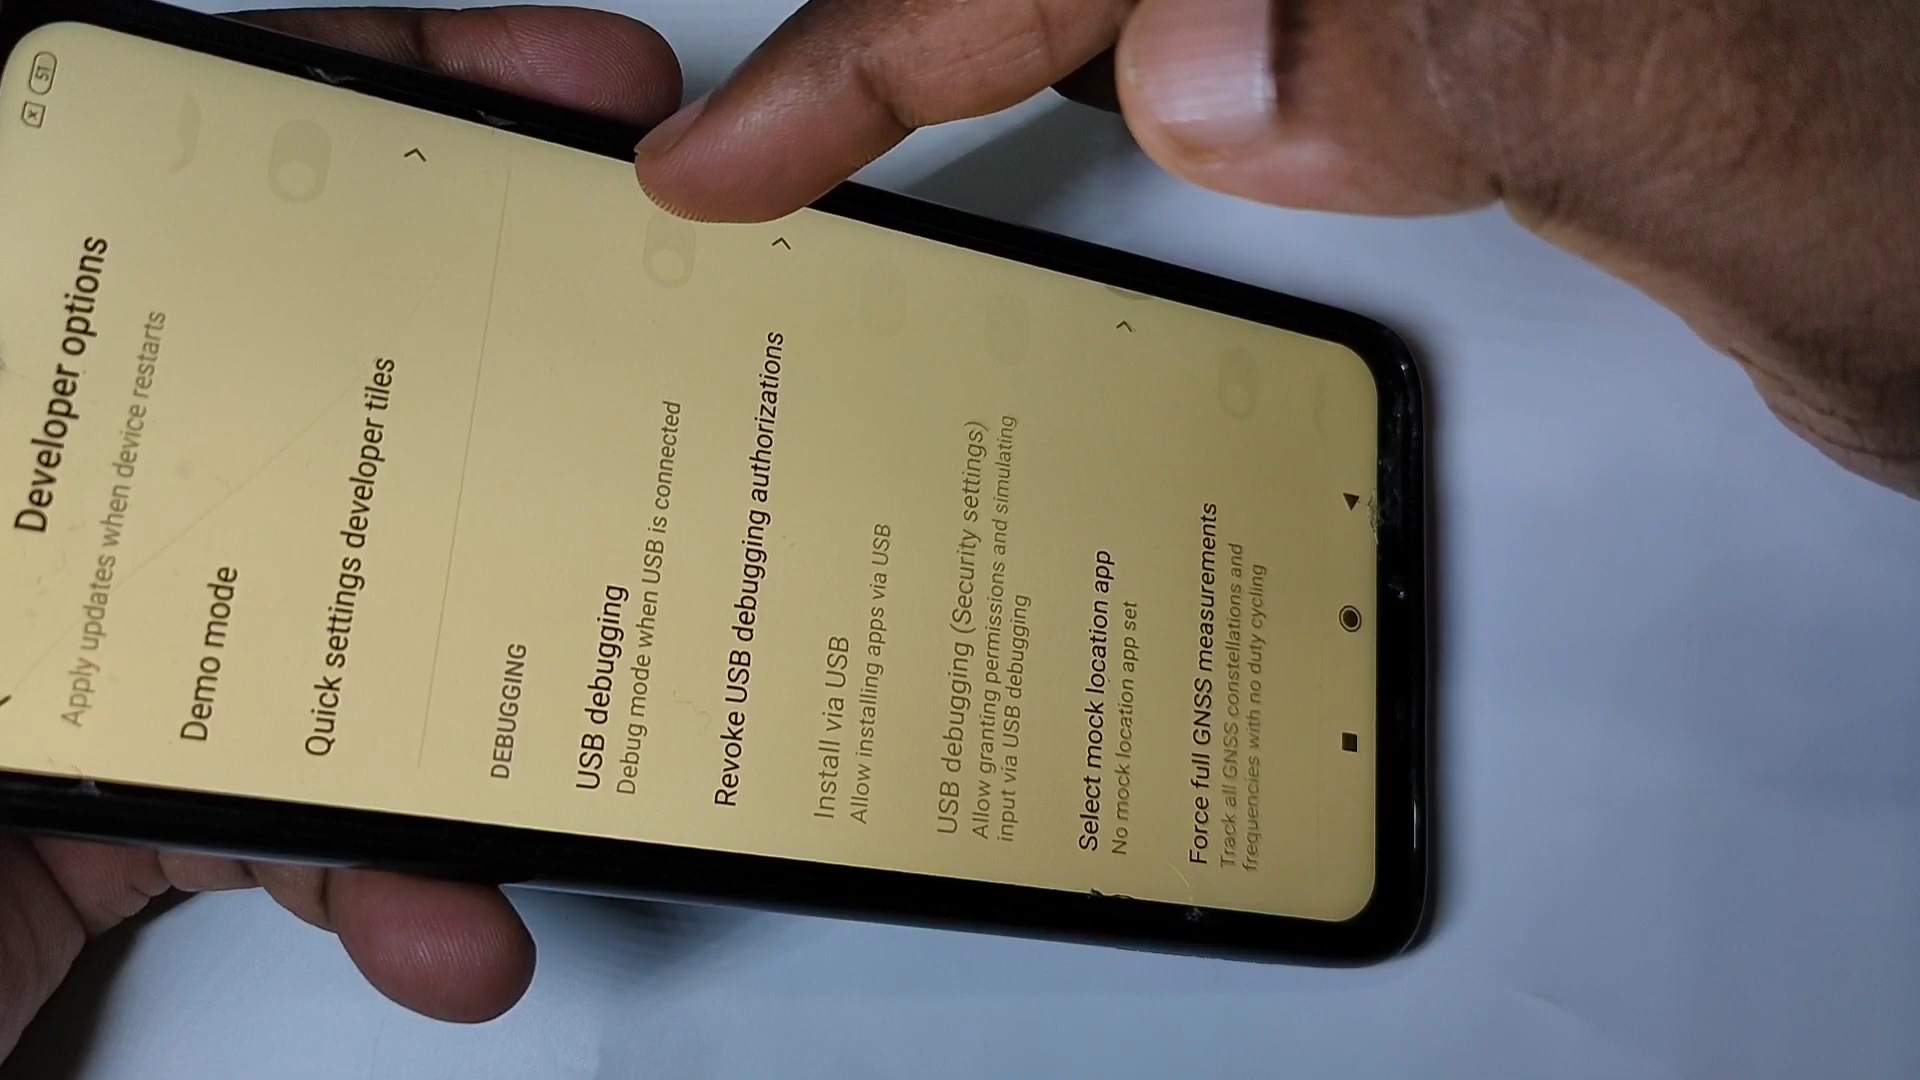 51
Developer options
Apply updates when device restarts
Demo mode
Quick settings developer tiles
DEBUGGING
USB debugging
Debug mode when USB is connected
Revoke USB debugging authorizations
Install via USB
Allow installing apps via USB
USB debugging (Security settings)
Allow granting permissions and simulating
input via USB debugging
Select mock location app
No mock location app set
Force full GNSS measurements
Track all GNSS constellations and
frequencies with no duty cycling